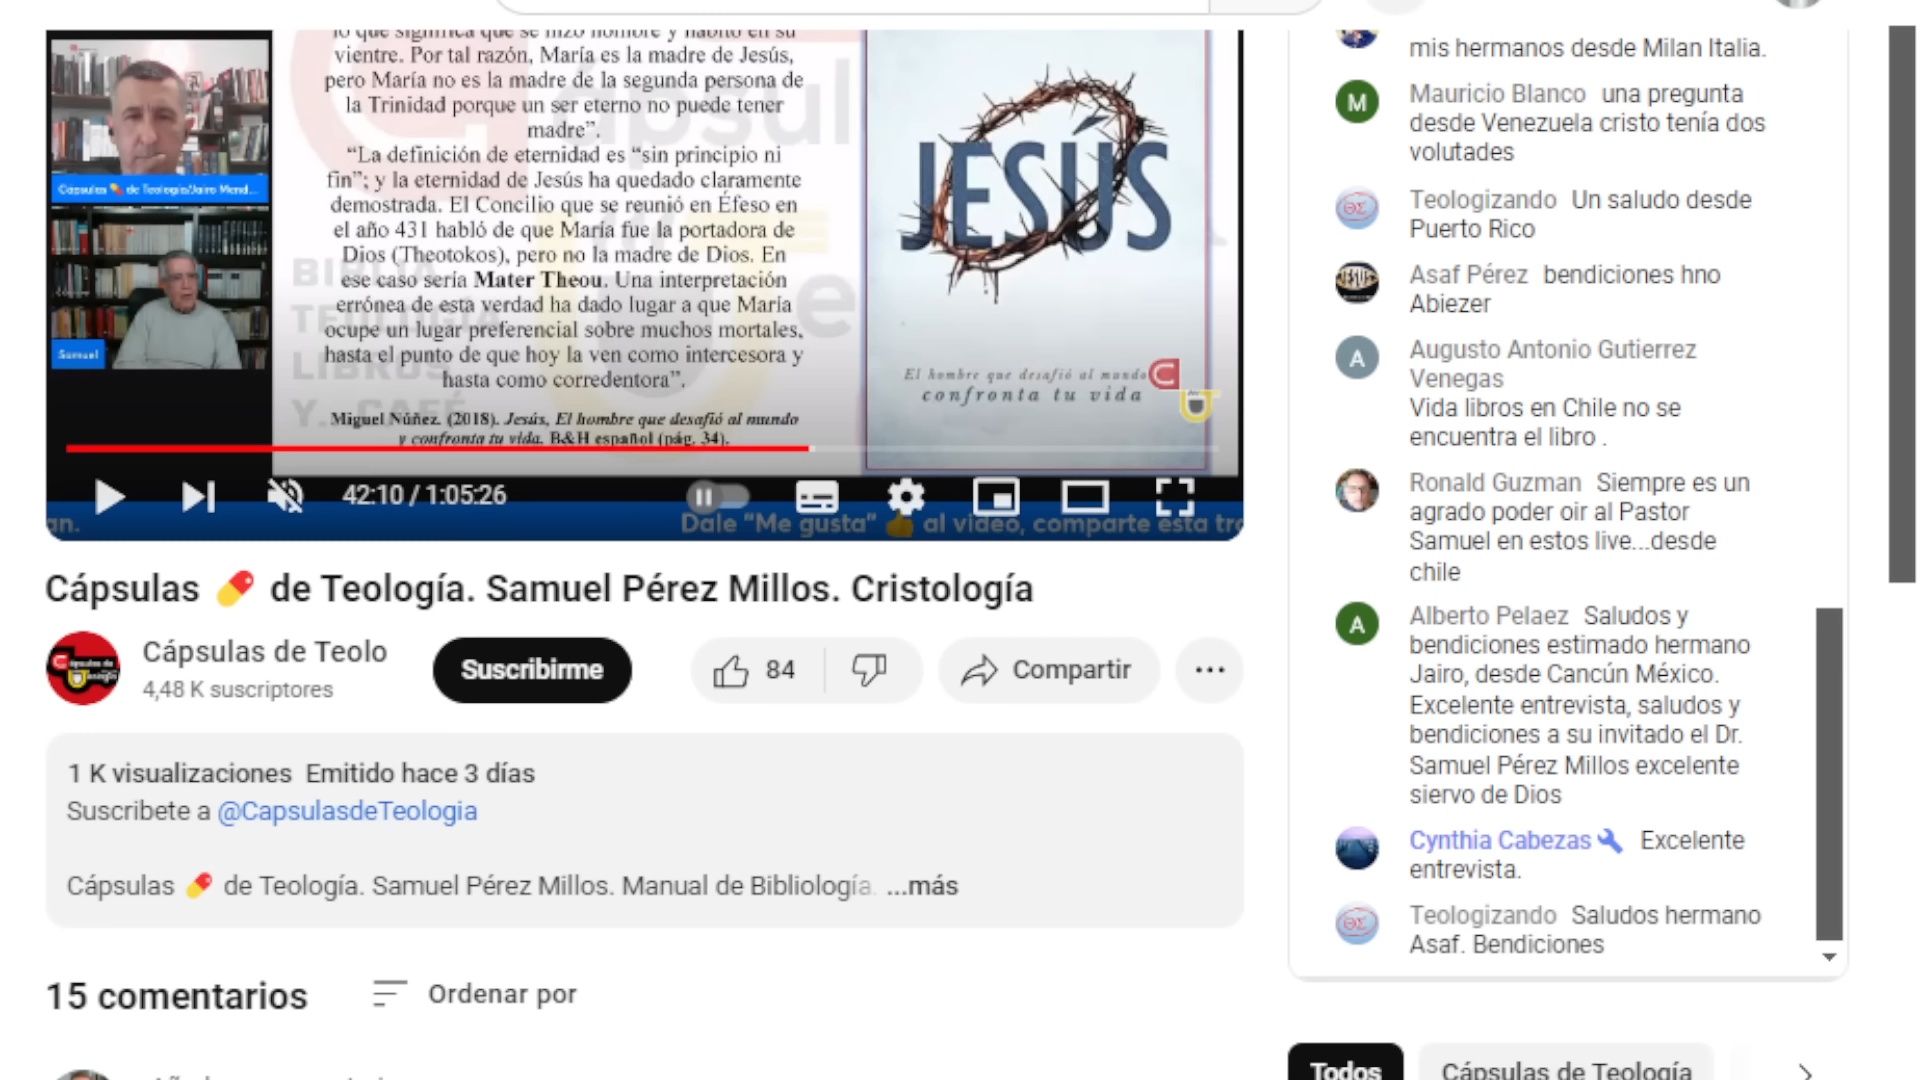 lo que significa que se hizo hombre y habitó en su
vientre. Por tal razón, María es la madre de Jesús,
pero María no es la madre de la segunda persona de
la Trinidad porque un ser eterno no puede tener
madre”.
“La definición de eternidad es “sin principio ni
fin”; y la eternidad de Jesús ha quedado claramente
demostrada. El Concilio que se reunió en Éfeso en
el año 431 habló de que María fue la portadora de
Dios (Theotokos), pero no la madre de Dios. En
ese caso sería Mater Theou. Una interpretación
errónea de esta verdad ha dado lugar a que María
ocupe un lugar preferencial sobre muchos mortales,
hasta el punto de que hoy la ven como intercesora y
hasta como corredentora”.
Miguel Núñez. (2018). Jesús, El hombre que desafió al mundo
y confronta tu vida. B&H español (pág. 34).
Cápsulas 💊 de Teología/Jairo Mend...
Samuel
BIBLIA
TEOLOGÍA
LIBROS
Y CAFÉ
JESÚS
El hombre que desafió al mundo
confronta tu vida
42:10 / 1:05:26
an.
Dale "Me gusta" 👍 al video, comparte esta tr
Cápsulas 💊 de Teología. Samuel Pérez Millos. Cristología
Cápsulas de Teolo
4,48 K suscriptores
Suscribirme
84
Compartir
1 K visualizaciones Emitido hace 3 días
Suscribete a @CapsulasdeTeologia
Cápsulas 💊 de Teología. Samuel Pérez Millos. Manual de Bibliología. ...más
15 comentarios
Ordenar por
mis hermanos desde Milan Italia.
M
Mauricio Blanco una pregunta
desde Venezuela cristo tenía dos
volutades
Teologizando Un saludo desde
Puerto Rico
Asaf Pérez bendiciones hno
Abiezer
A
Augusto Antonio Gutierrez
Venegas
Vida libros en Chile no se
encuentra el libro .
Ronald Guzman Siempre es un
agrado poder oir al Pastor
Samuel en estos live...desde
chile
A
Alberto Pelaez Saludos y
bendiciones estimado hermano
Jairo, desde Cancún México.
Excelente entrevista, saludos y
bendiciones a su invitado el Dr.
Samuel Pérez Millos excelente
siervo de Dios
Cynthia Cabezas Excelente
entrevista.
Teologizando Saludos hermano
Asaf. Bendiciones
Todos
Cápsulas de Teología